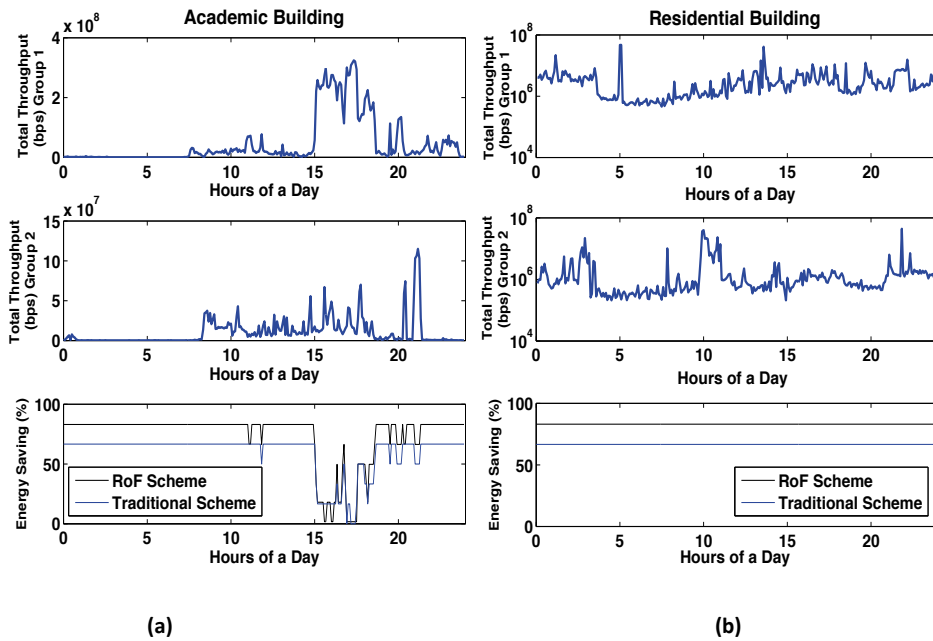 Academic Building
x 10^8
4
2
0
Total Throughput
(bps) Group 1
0 5 10 15 20
Hours of a Day
x 10^7
15
10
5
0
Total Throughput
(bps) Group 2
0 5 10 15 20
Hours of a Day
100
50
0
Energy Saving (%)
RoF Scheme
Traditional Scheme
0 5 10 15 20
Hours of a Day
(a)
Residential Building
10^8
10^6
10^4
Total Throughput
(bps) Group 1
0 5 10 15 20
Hours of a Day
10^8
10^6
10^4
Total Throughput
(bps) Group 2
0 5 10 15 20
Hours of a Day
100
50
0
Energy Saving (%)
RoF Scheme
Traditional Scheme
0 5 10 15 20
Hours of a Day
(b)